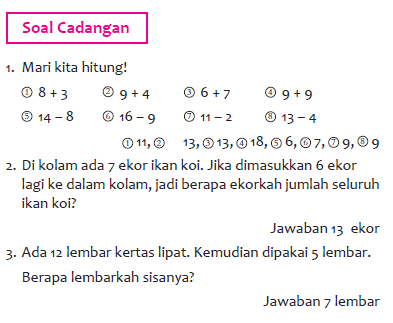 Soal Cadangan
1. Mari kita hitung!
① 8 + 3 ② 9 + 4 ③ 6 + 7 ④ 9 + 9
⑤ 14 – 8 ⑥ 16 – 9 ⑦ 11 – 2 ⑧ 13 – 4
① 11, ② 13, ③ 13, ④ 18, ⑤ 6, ⑥ 7, ⑦ 9, ⑧ 9
2. Di kolam ada 7 ekor ikan koi. Jika dimasukkan 6 ekor
lagi ke dalam kolam, jadi berapa ekorkah jumlah seluruh
ikan koi?
Jawaban 13 ekor
3. Ada 12 lembar kertas lipat. Kemudian dipakai 5 lembar.
Berapa lembarkah sisanya?
Jawaban 7 lembar